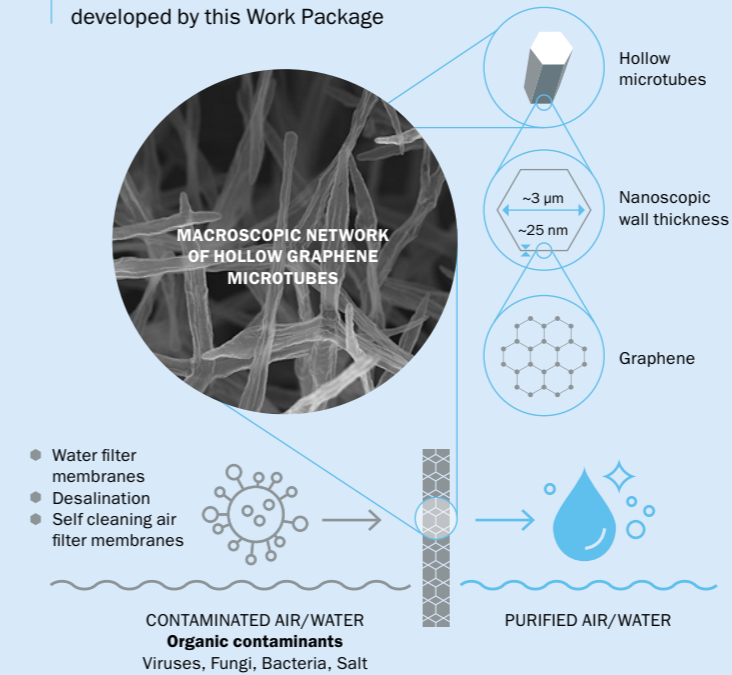 developed by this Work Package
Hollow
microtubes
MACROSCOPIC NETWORK
OF HOLLOW GRAPHENE
MICROTUBES
~3 µm
~25 nm
Nanoscopic
wall thickness
Graphene
Water filter
membranes
Desalination
Self cleaning air
filter membranes
CONTAMINATED AIR/WATER
Organic contaminants
Viruses, Fungi, Bacteria, Salt
PURIFIED AIR/WATER